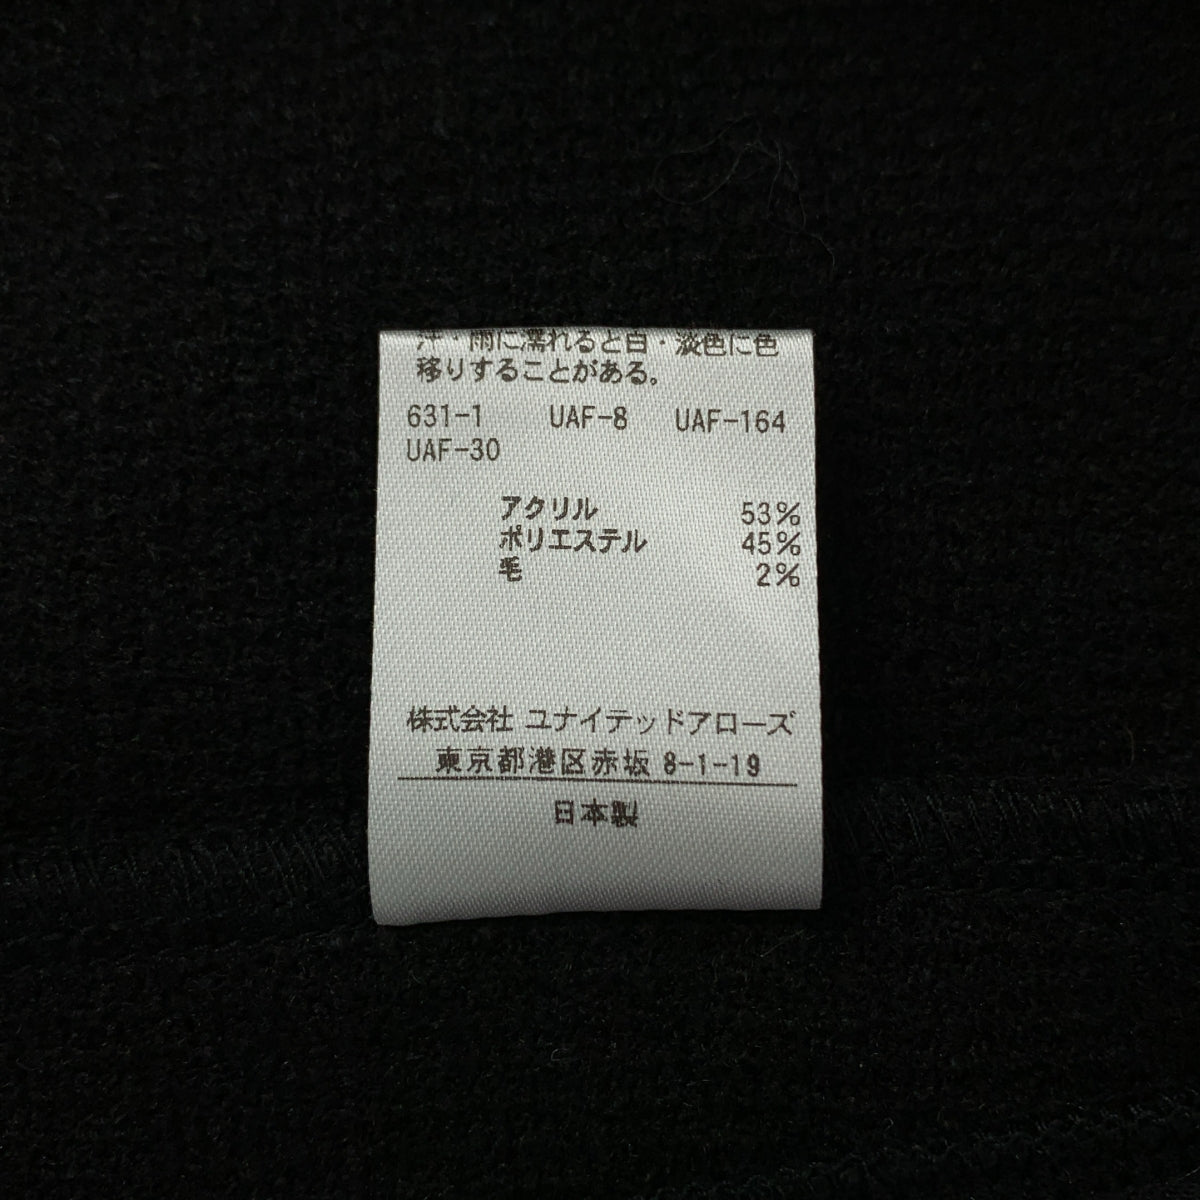 汗・雨に濡れると白・淡色に色
移りすることがある。
631-1 UAF-8 UAF-164
UAF-30
アクリル 53%
ポリエステル 45%
毛 2%
株式会社 ユナイテッドアローズ
東京都港区赤坂 8-1-19
日本製